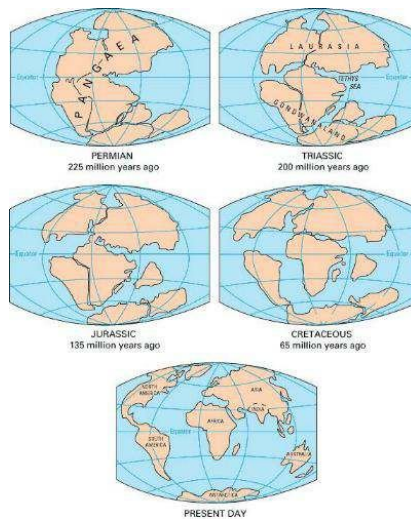 Equator
PANGAEA
PERMIAN
225 million years ago
LAURASIA
Equator
TETHYS
SEA
GONDWANALAND
TRIASSIC
200 million years ago
Equator
JURASSIC
135 million years ago
Equator
CRETACEOUS
65 million years ago
NORTH
AMERICA
ASIA
INDIA
AFRICA
Equator
SOUTH
AMERICA
AUSTRALIA
ANTARCTICA
PRESENT DAY